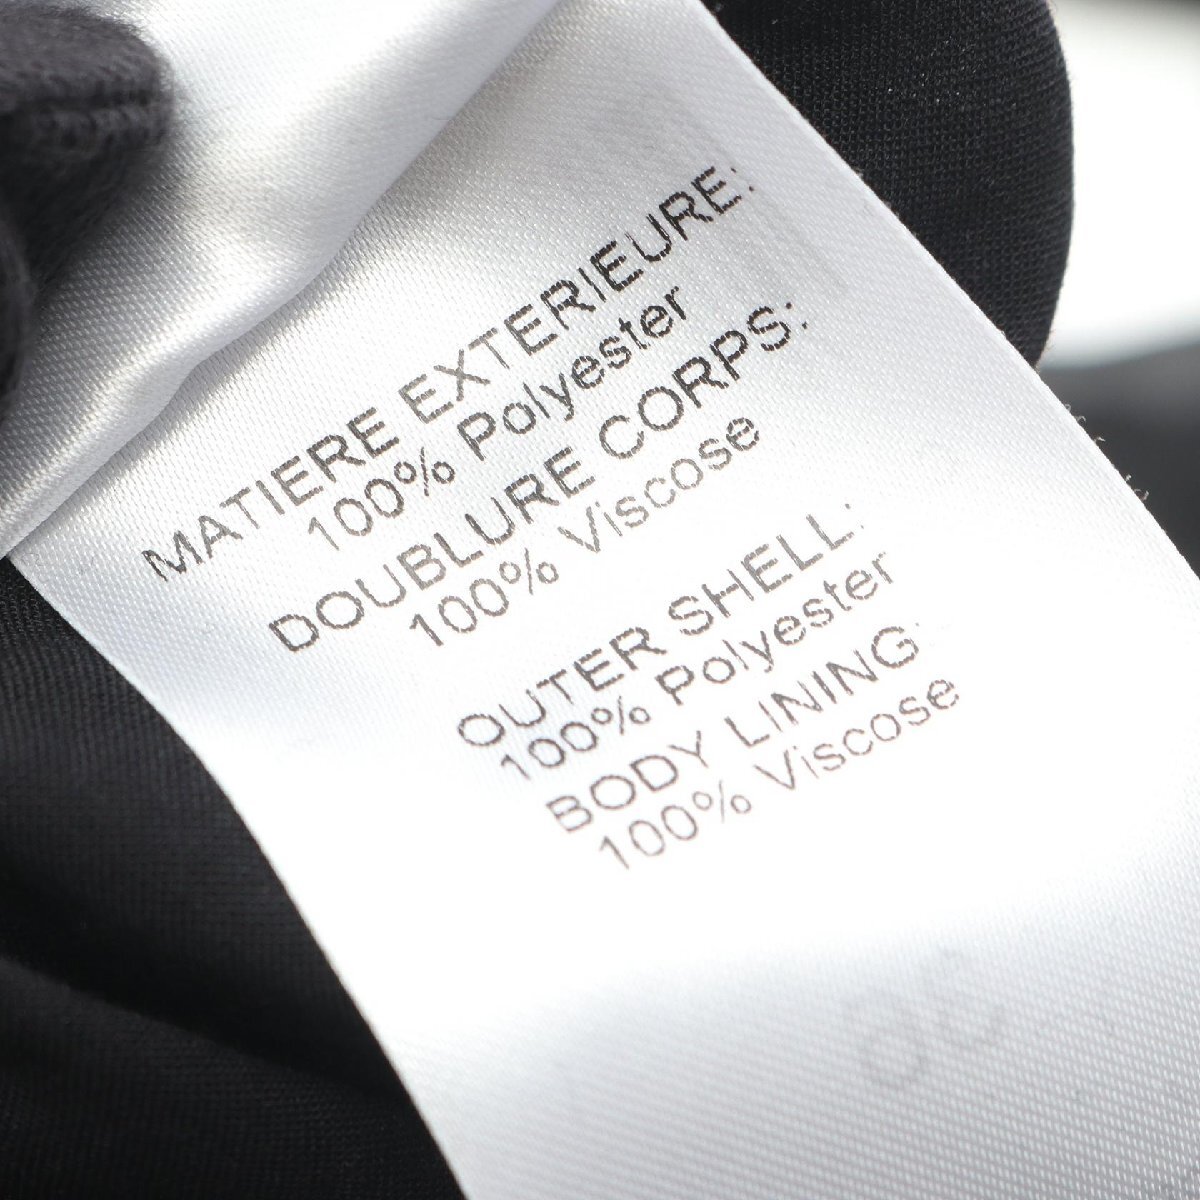 MATIERE EXTERIEURE:
100% Polyester
DOUBLURE CORPS:
100% Viscose
OUTER SHELL:
100% Polyester
BODY LINING:
100% Viscose